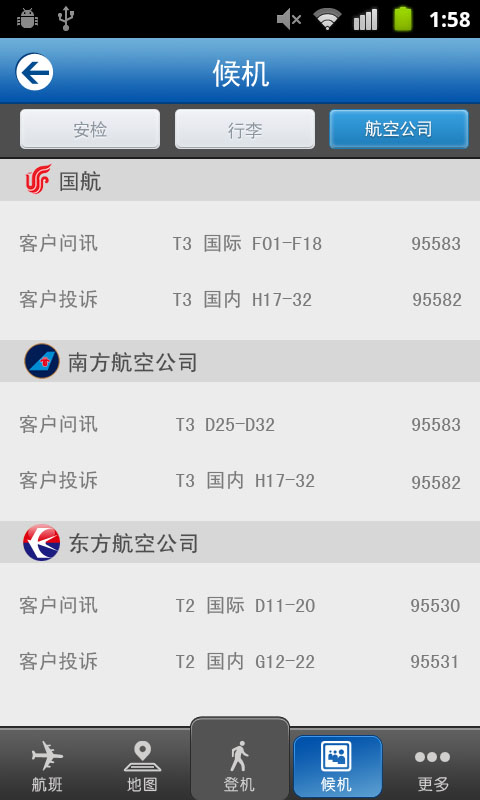 1:58
候机
安检 行李 航空公司
国航
客户问讯 T3 国际 F01-F18 95583
客户投诉 T3 国内 H17-32 95582
南方航空公司
客户问讯 T3 D25-D32 95583
客户投诉 T3 国内 H17-32 95582
东方航空公司
客户问讯 T2 国际 D11-20 95530
客户投诉 T2 国内 G12-22 95531
航班 地图 登机 候机 更多